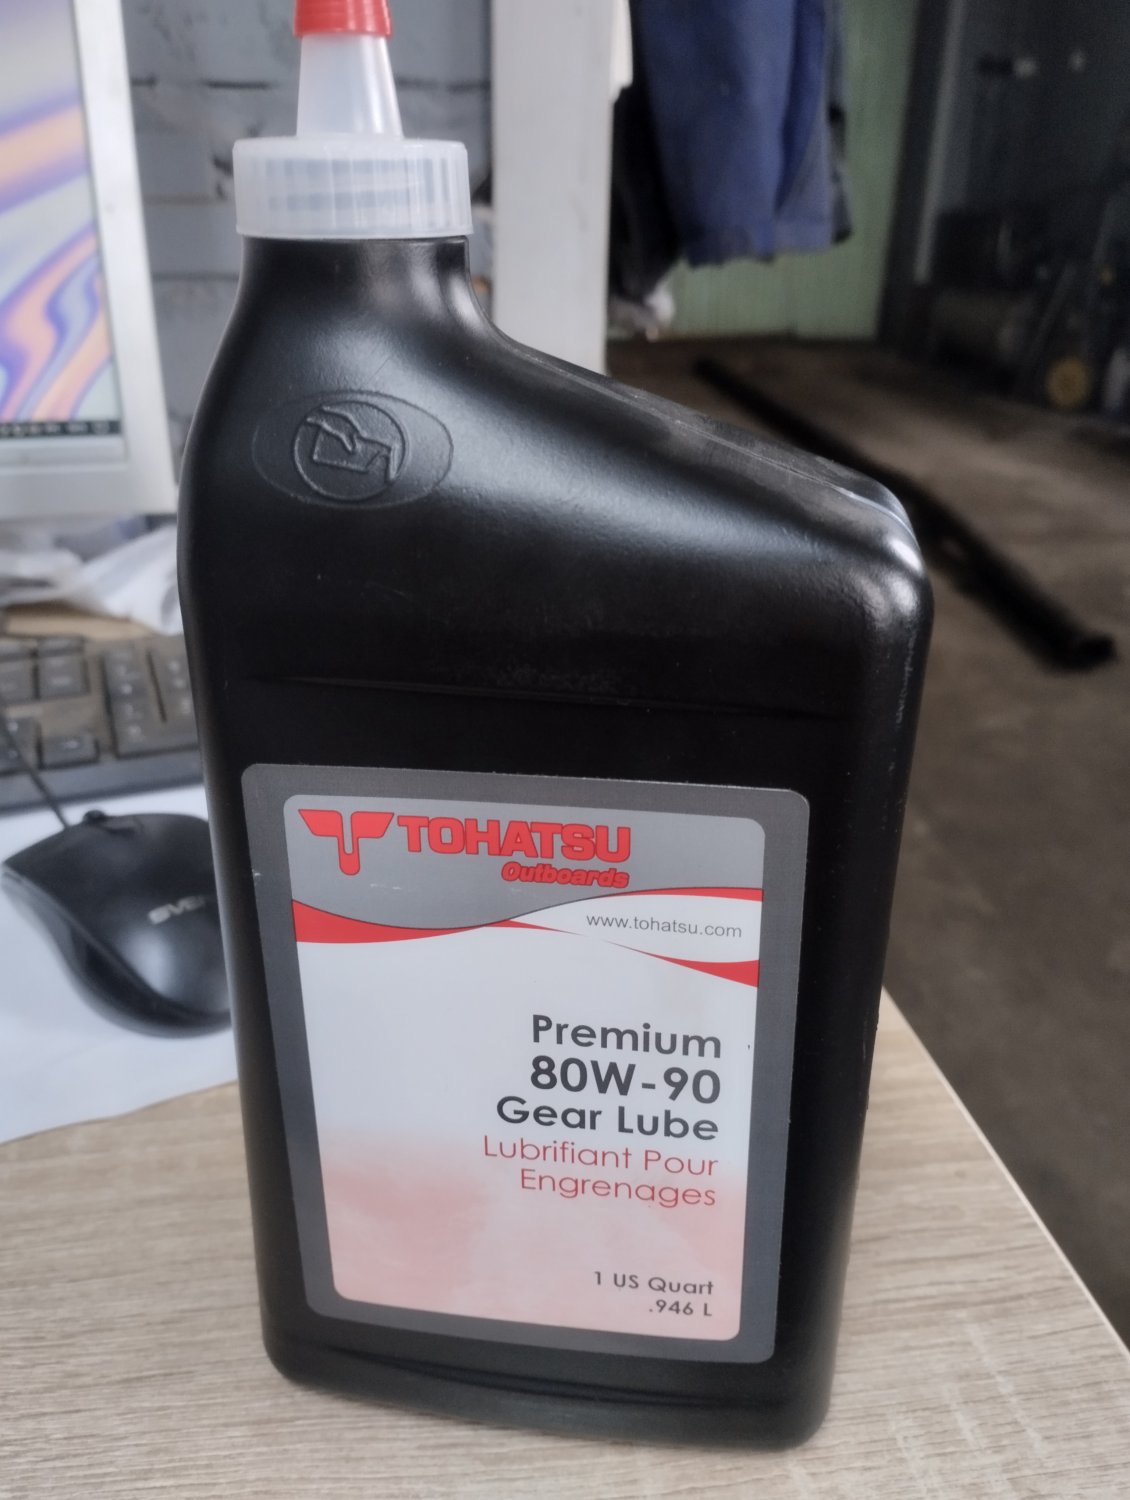 TOHATSU
Outboards
www.tohatsu.com
Premium
80W-90
Gear Lube
Lubrifiant Pour
Engrenages
1 US Quart
.946 L